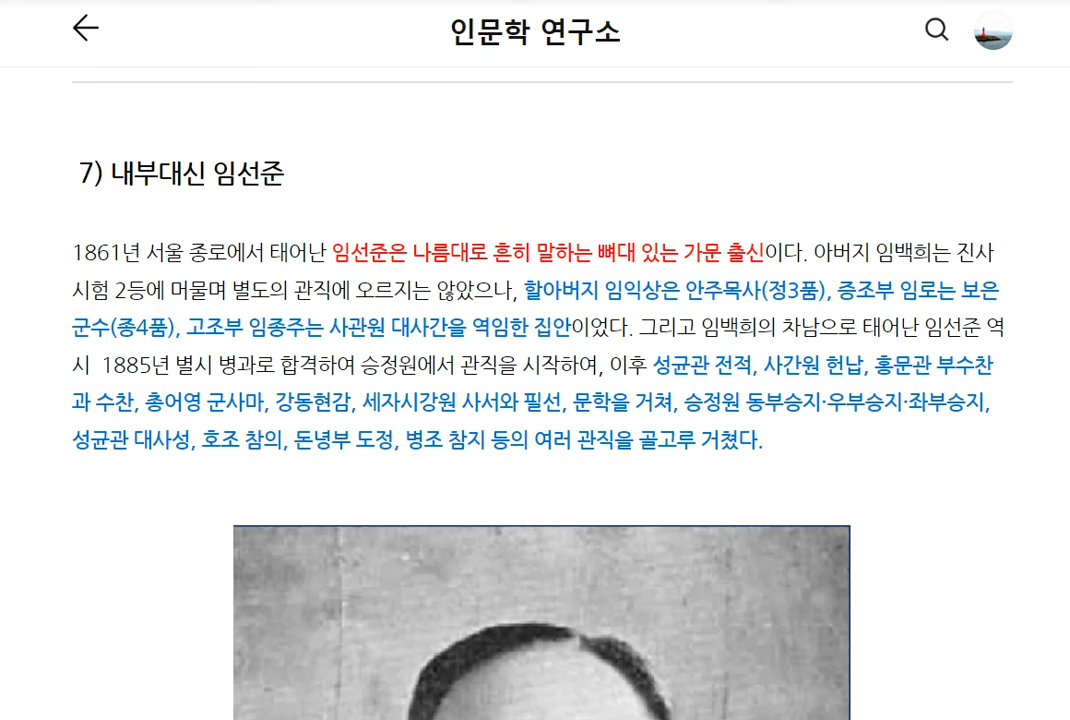 인문학 연구소
7) 내부대신 임선준
1861년 서울 종로에서 태어난 임선준은 나름대로 흔히 말하는 뼈대 있는 가문 출신이다. 아버지 임백희는 진사
시험 2등에 머물며 별도의 관직에 오르지는 않았으나, 할아버지 임익상은 안주목사(정3품), 증조부 임로는 보은
군수(종4품), 고조부 임종주는 사관원 대사간을 역임한 집안이었다. 그리고 임백희의 차남으로 태어난 임선준 역
시 1885년 별시 병과로 합격하여 승정원에서 관직을 시작하여, 이후 성균관 전적, 사간원 헌납, 홍문관 부수찬
과 수찬, 총어영 군사마, 강동현감, 세자시강원 사서와 필선, 문학을 거쳐, 승정원 동부승지·우부승지·좌부승지,
성균관 대사성, 호조 참의, 돈녕부 도정, 병조 참지 등의 여러 관직을 골고루 거쳤다.